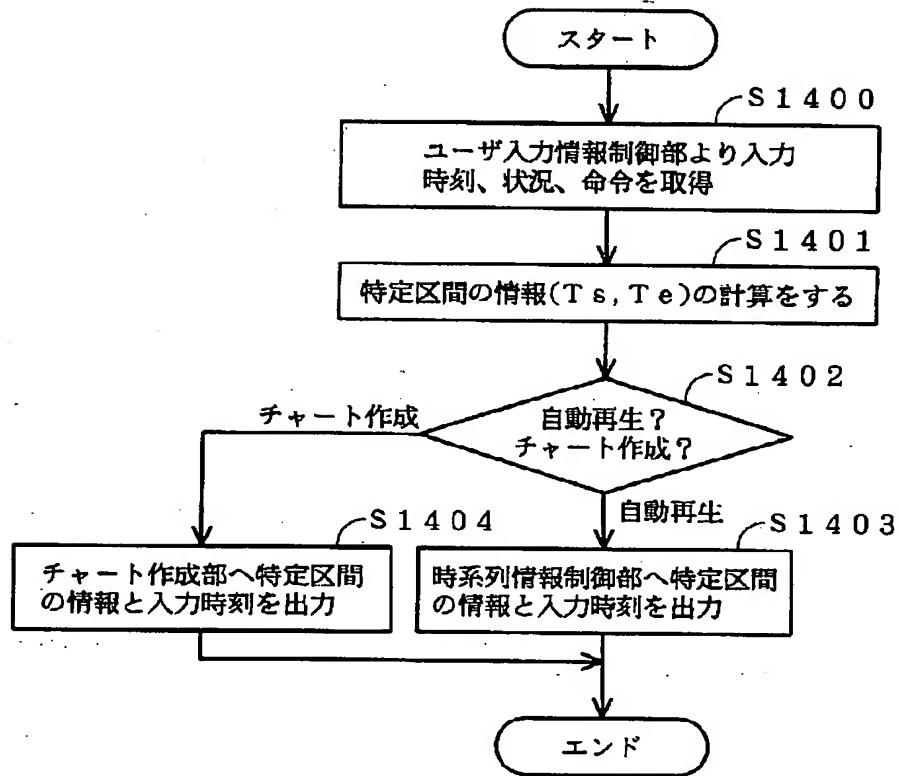 スタート
S1400
ユーザ入力情報制御部より入力
時刻、状況、命令を取得
S1401
特定区間の情報(Ts,Te)の計算をする
S1402
自動再生?
チャート作成?
チャート作成
自動再生
S1404
チャート作成部へ特定区間
の情報と入力時刻を出力
S1403
時系列情報制御部へ特定区間
の情報と入力時刻を出力
エンド